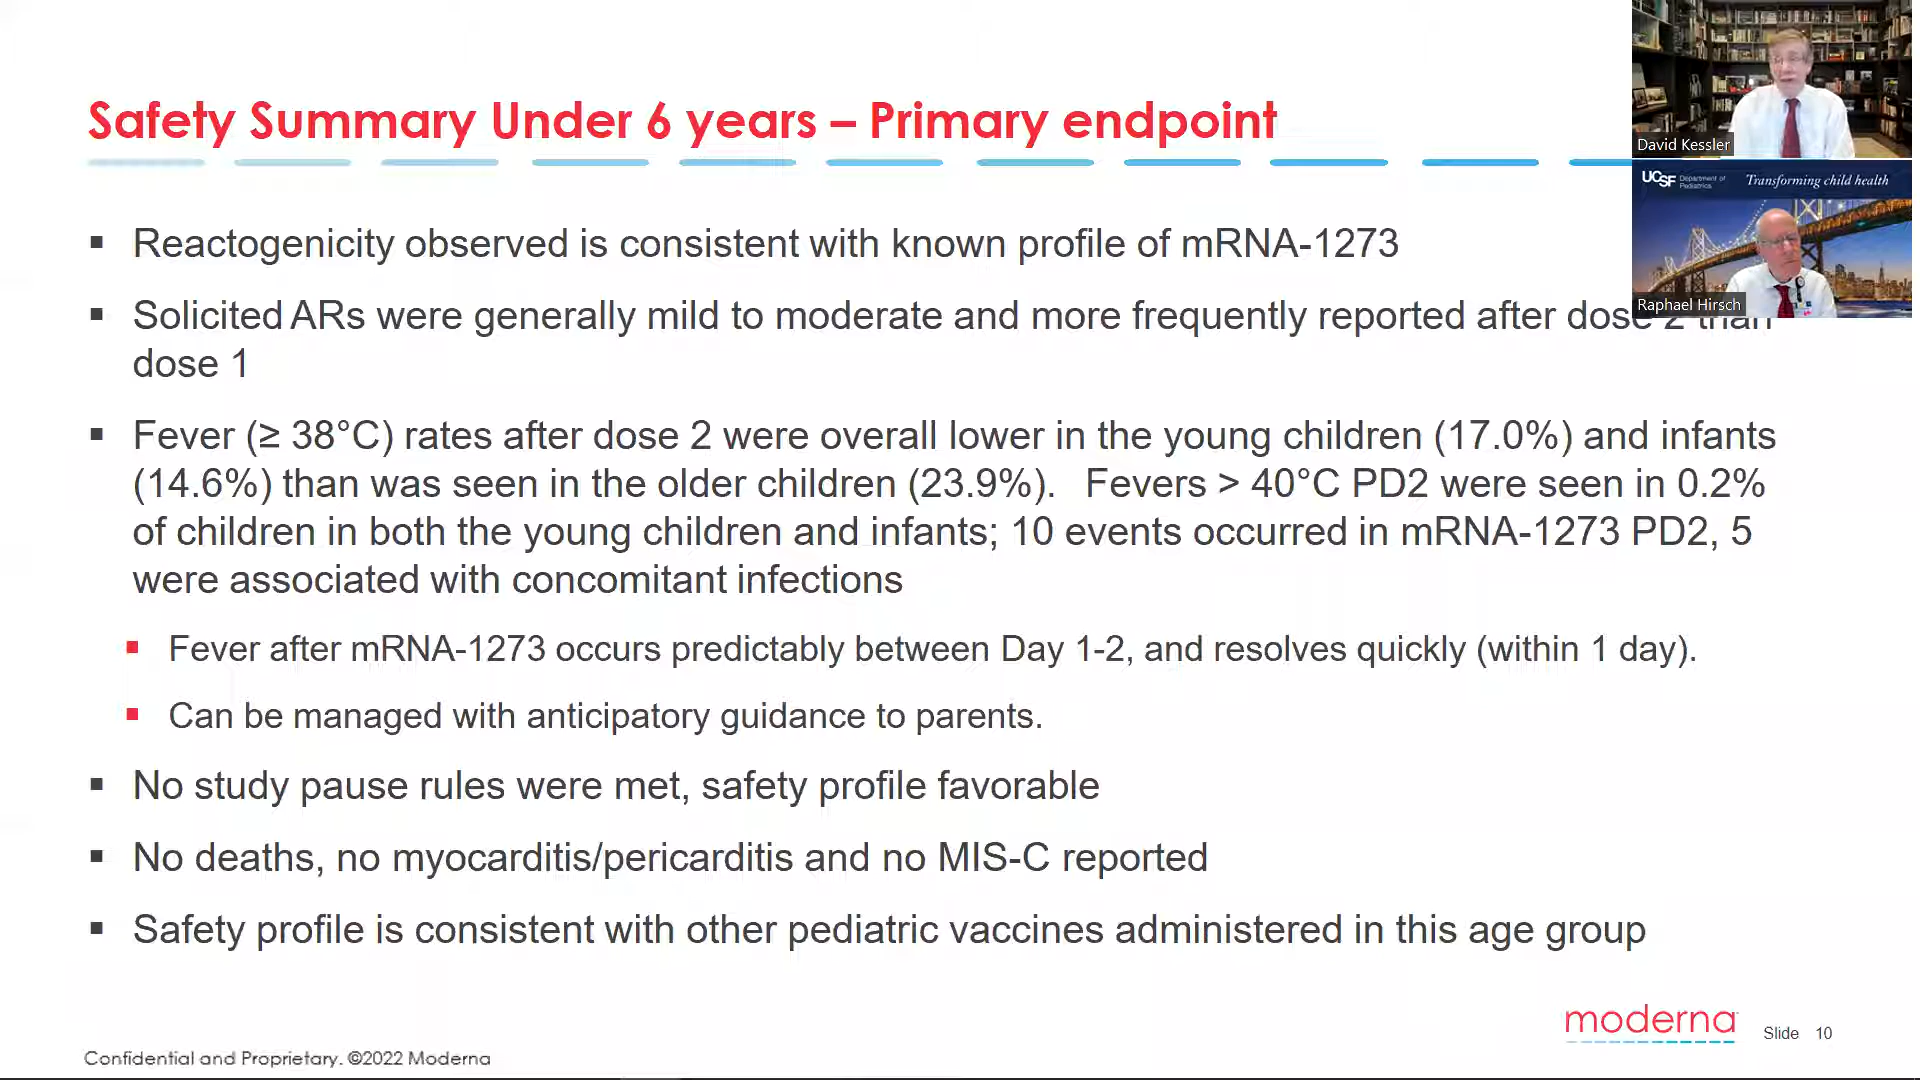 Safety Summary Under 6 years – Primary endpoint
David Kessler
UCSF Department of Pediatrics Transforming child health
▪ Reactogenicity observed is consistent with known profile of mRNA-1273
Raphael Hirsch
▪ Solicited ARs were generally mild to moderate and more frequently reported after dose 2 than
dose 1
▪ Fever (≥ 38°C) rates after dose 2 were overall lower in the young children (17.0%) and infants
(14.6%) than was seen in the older children (23.9%). Fevers > 40°C PD2 were seen in 0.2%
of children in both the young children and infants; 10 events occurred in mRNA-1273 PD2, 5
were associated with concomitant infections
▪ Fever after mRNA-1273 occurs predictably between Day 1-2, and resolves quickly (within 1 day).
▪ Can be managed with anticipatory guidance to parents.
▪ No study pause rules were met, safety profile favorable
▪ No deaths, no myocarditis/pericarditis and no MIS-C reported
▪ Safety profile is consistent with other pediatric vaccines administered in this age group
moderna
Slide 10
Confidential and Proprietary. ©2022 Moderna